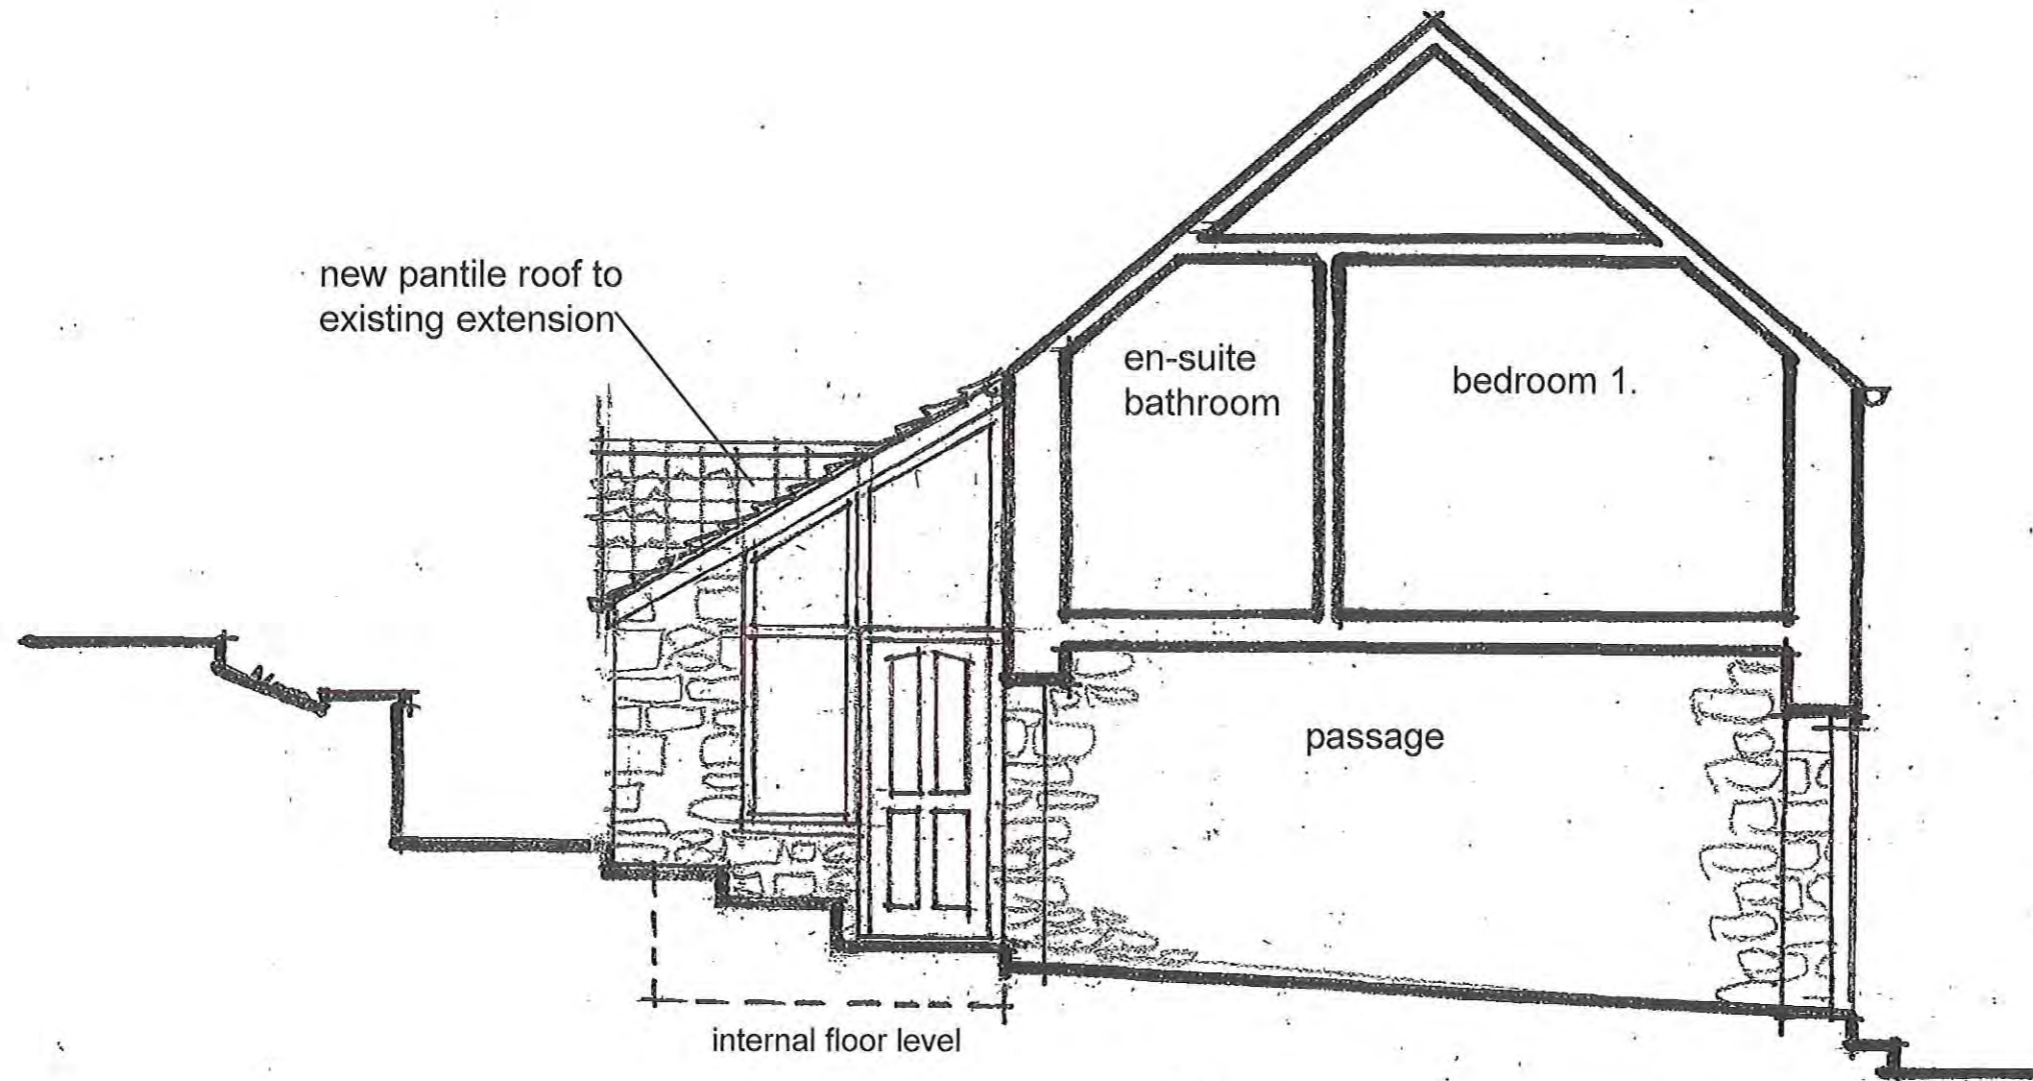 new pantile roof to
existing extension
en-suite
bathroom
bedroom 1.
passage
internal floor level